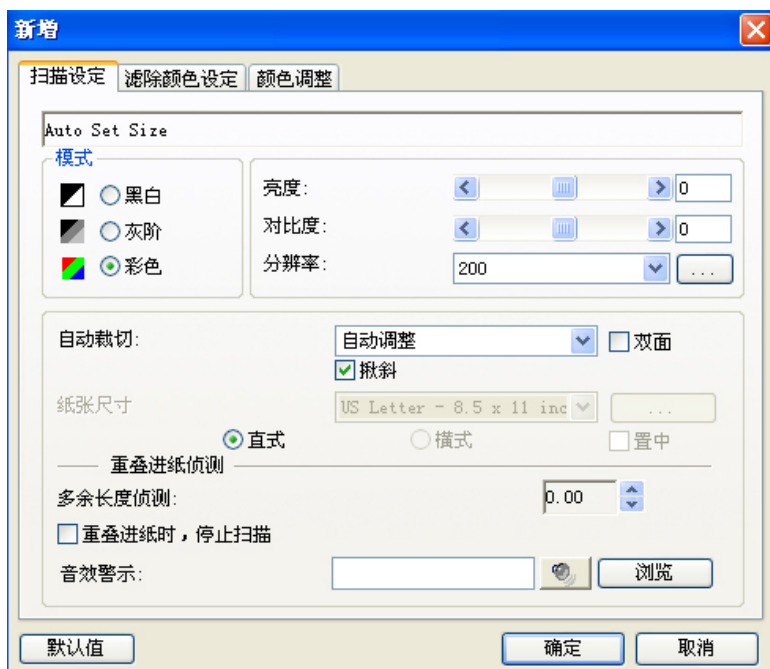 新增
扫描设定 滤除颜色设定 颜色调整
Auto Set Size
模式
黑白
灰阶
彩色
亮度: 0
对比度: 0
分辨率: 200 ...
自动裁切: 自动调整 双面
揪斜
纸张尺寸 US Letter - 8.5 x 11 inc ...
直式 横式 置中
重叠进纸侦测
多余长度侦测: 0.00
重叠进纸时，停止扫描
音效警示: 浏览
默认值 确定 取消